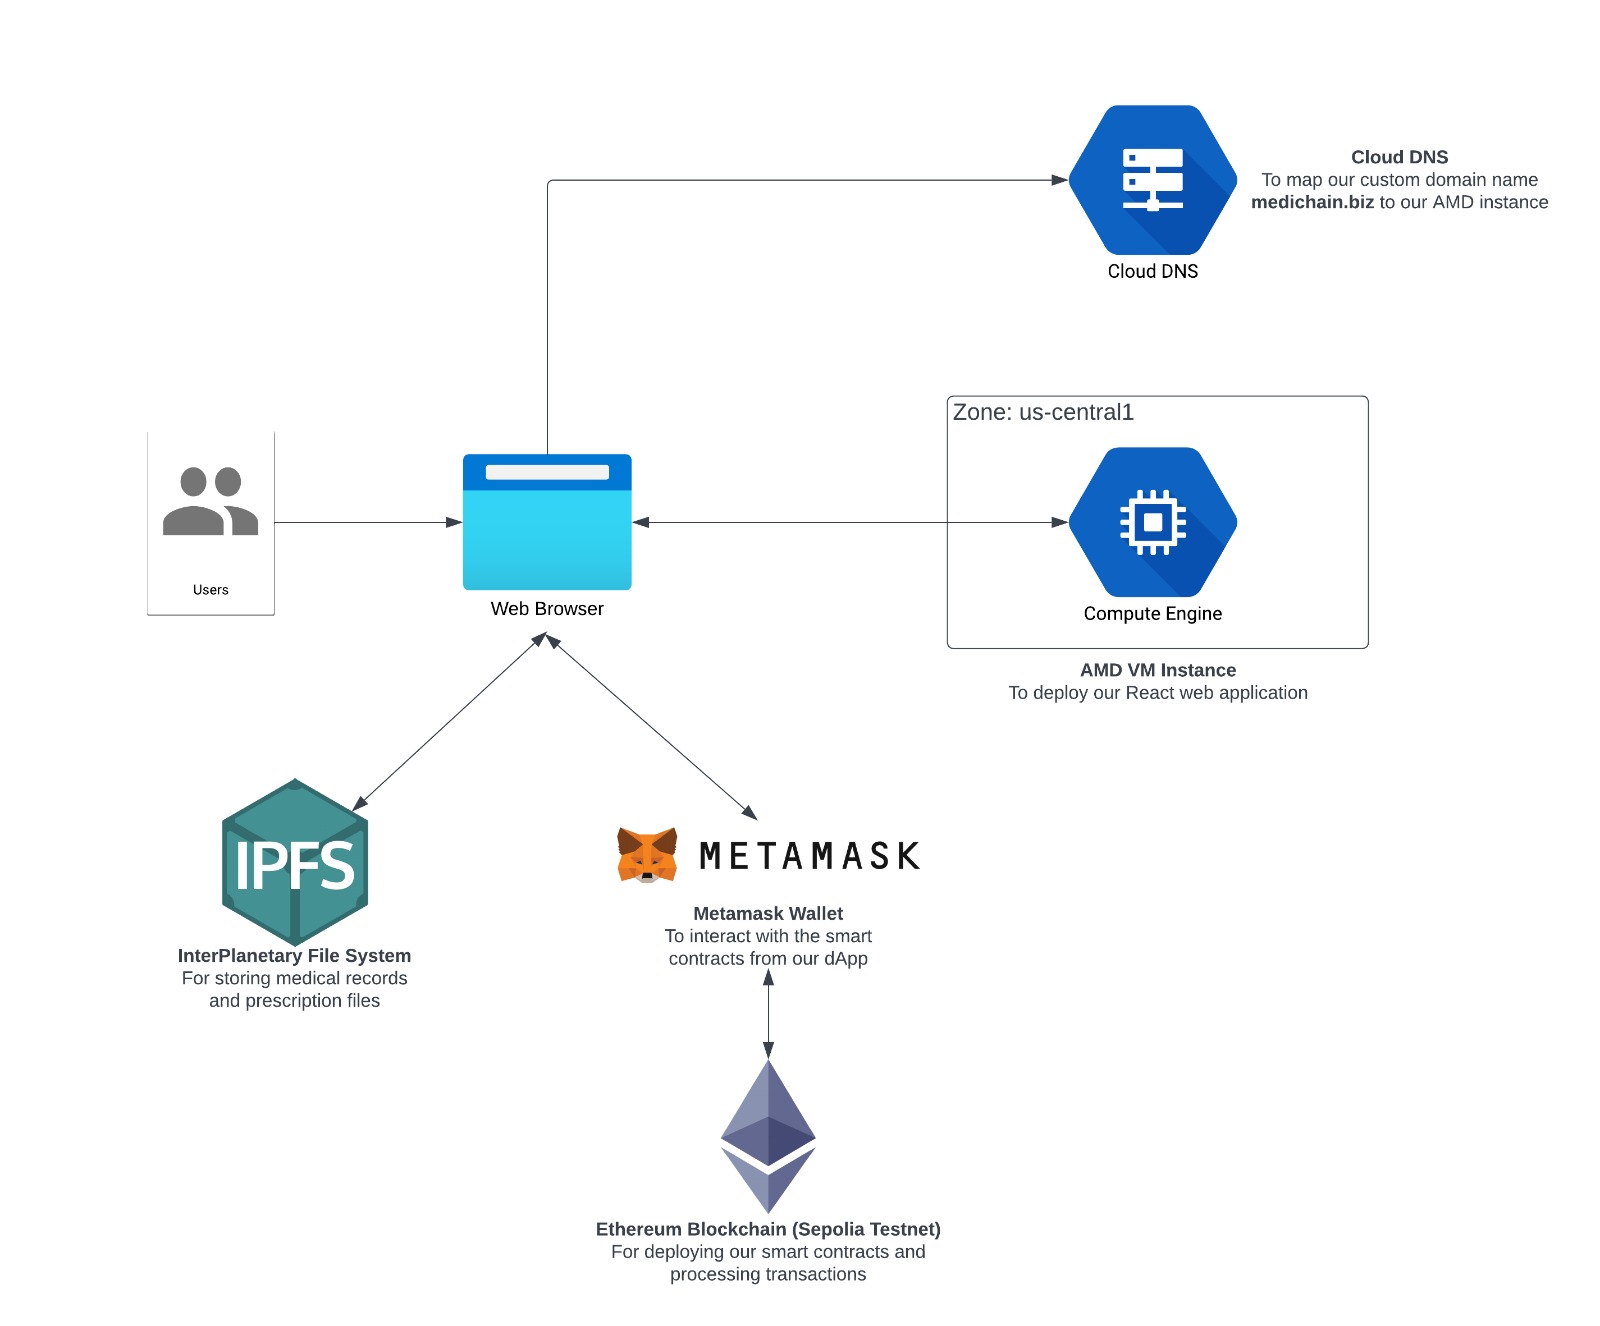 Cloud DNS
To map our custom domain name
medichain.biz to our AMD instance
Cloud DNS
Zone: us-central1
Compute Engine
AMD VM Instance
To deploy our React web application
Users
Web Browser
IPFS
InterPlanetary File System
For storing medical records
and prescription files
METAMASK
Metamask Wallet
To interact with the smart
contracts from our dApp
Ethereum Blockchain (Sepolia Testnet)
For deploying our smart contracts and
processing transactions